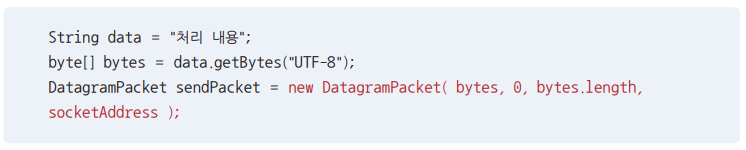 String data = "처리 내용";
byte[] bytes = data.getBytes("UTF-8");
DatagramPacket sendPacket = new DatagramPacket( bytes, 0, bytes.length,
socketAddress );